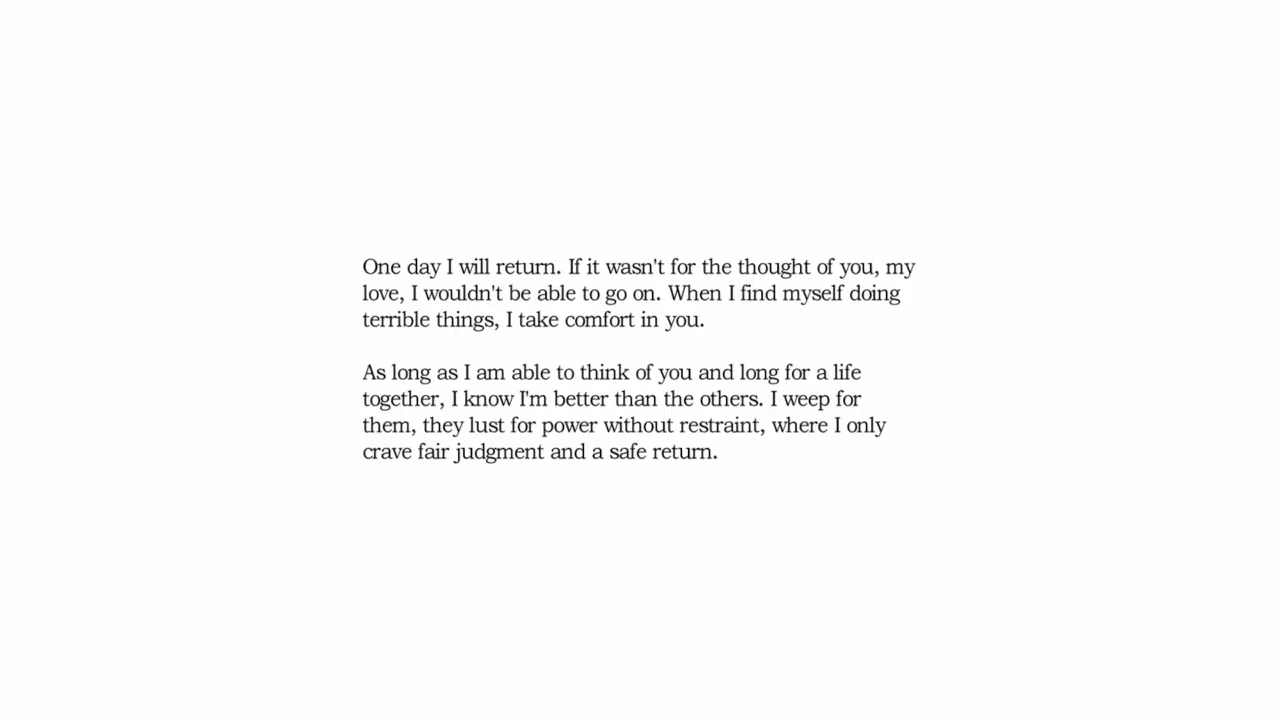 One day I will return. If it wasn't for the thought of you, my
love, I wouldn't be able to go on. When I find myself doing
terrible things, I take comfort in you.
As long as I am able to think of you and long for a life
together, I know I'm better than the others. I weep for
them, they lust for power without restraint, where I only
crave fair judgment and a safe return.